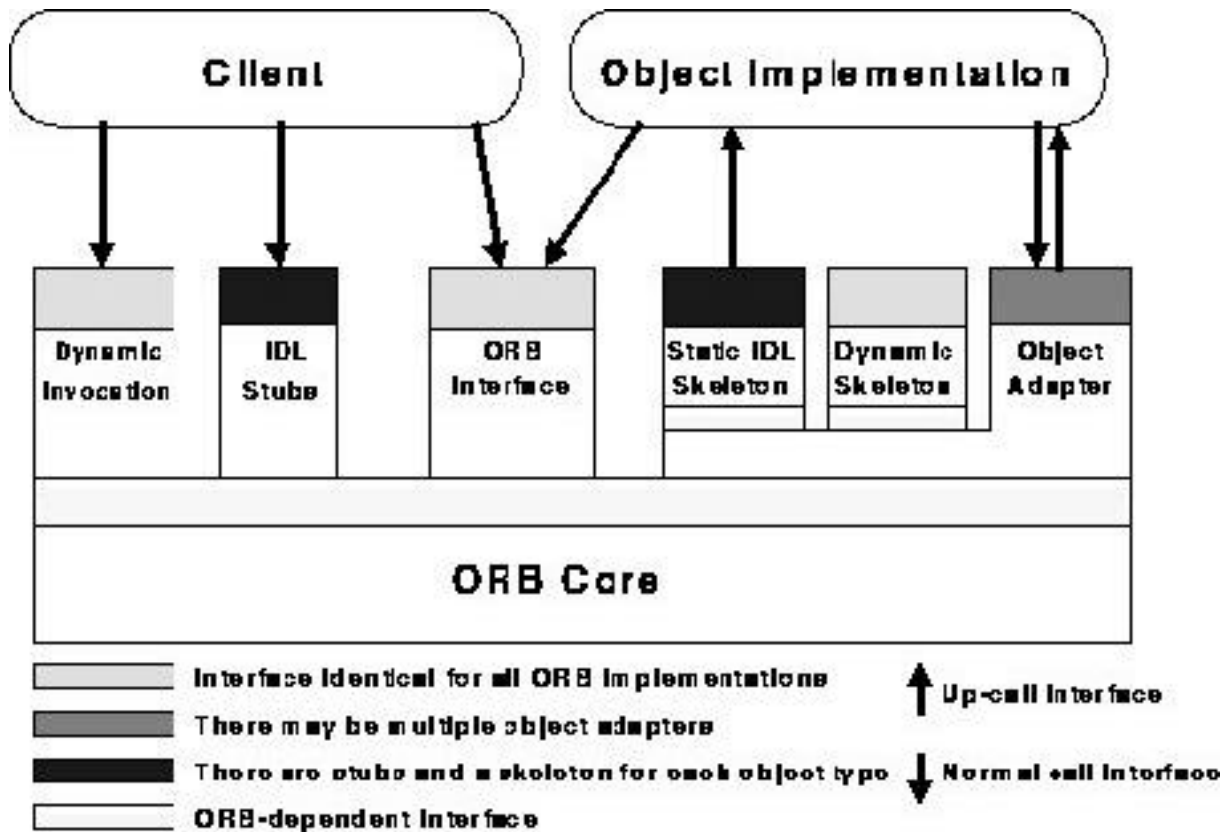 Client
Object Implementation
Dynamic
Invocation
IDL
Stubs
ORB
Interface
Static IDL
Skeleton
Dynamic
Skeleton
Object
Adapter
ORB Core
Interface identical for all ORB implementations
There may be multiple object adapters
There are stubs and a skeleton for each object type
ORB-dependent interface
Up-call interface
Normal call interface